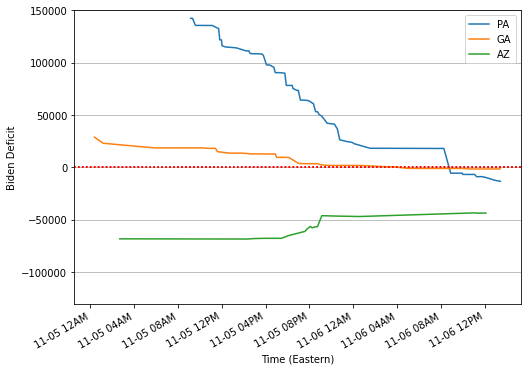 150000
100000
50000
0
−50000
−100000
Biden Deficit
PA
GA
AZ
11-05 12AM
11-05 04AM
11-05 08AM
11-05 12PM
11-05 04PM
11-05 08PM
11-06 12AM
11-06 04AM
11-06 08AM
11-06 12PM
Time (Eastern)